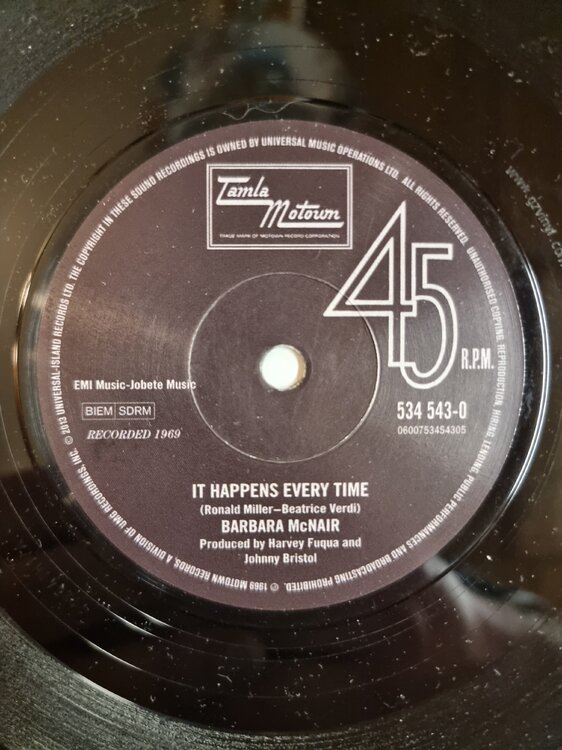 Tamla
Motown
TRADE MARK OF MOTOWN RECORD CORPORATION
45
R.P.M.
EMI Music-Jobete Music
BIEM SDRM
RECORDED 1969
534 543-0
0600753454305
IT HAPPENS EVERY TIME
(Ronald Miller–Beatrice Verdi)
BARBARA McNAIR
Produced by Harvey Fuqua and
Johnny Bristol
℗ 1969 MOTOWN RECORDS, A DIVISION OF UMG RECORDINGS, INC. © 2013 UNIVERSAL-ISLAND RECORDS LTD. THE COPYRIGHT IN THESE SOUND RECORDINGS IS OWNED BY UNIVERSAL MUSIC OPERATIONS LTD. ALL RIGHTS RESERVED. UNAUTHORISED COPYING, REPRODUCTION, HIRING, LENDING, PUBLIC PERFORMANCES AND BROADCASTING PROHIBITED.
www.gzvinyl.com